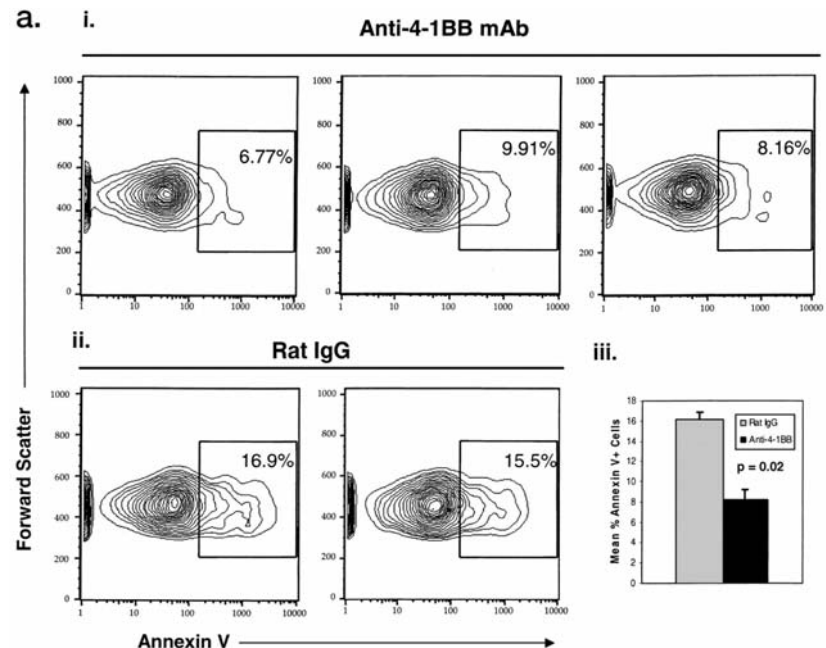 a.
i.
Anti-4-1BB mAb
1000
800
600
400
200
0
6.77%
1 10 100 1000 10000
1000
800
600
400
200
0
9.91%
1 10 100 1000 10000
1000
800
600
400
200
0
8.16%
1 10 100 1000 10000
ii.
Rat IgG
1000
800
600
400
200
0
16.9%
1 10 100 1000 10000
1000
800
600
400
200
0
15.5%
1 10 100 1000 10000
iii.
Mean % Annexin V+ Cells
18
16
14
12
10
8
6
4
2
0
Rat IgG
Anti-4-1BB
p = 0.02
Forward Scatter
Annexin V